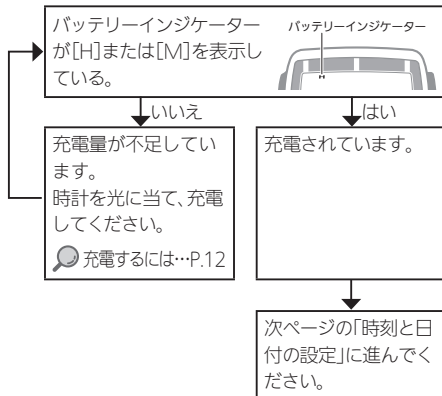 バッテリーインジケーター
が[H]または[M]を表示し
ている。
バッテリーインジケーター
H
いいえ
はい
充電量が不足してい
ます。
時計を光に当て、充電
してください。
充電するには…P.12
充電されています。
次ページの「時刻と日
付の設定」に進んでく
ださい。